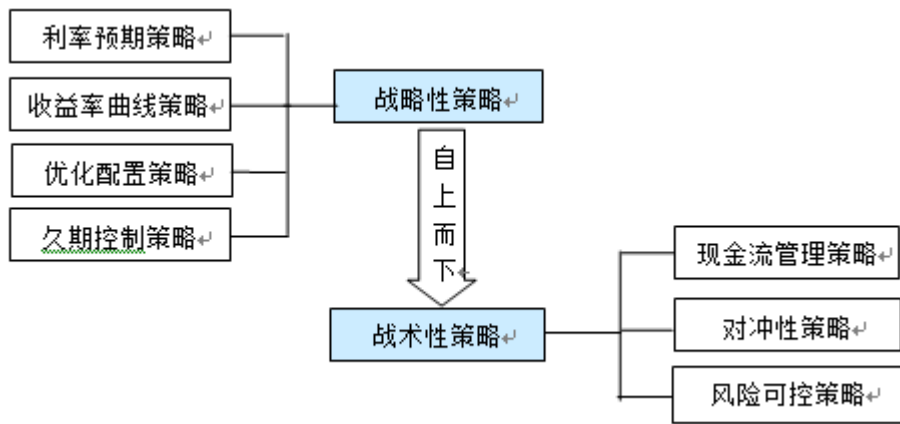 利率预期策略
收益率曲线策略
优化配置策略
久期控制策略
战略性策略
自
上
而
下
战术性策略
现金流管理策略
对冲性策略
风险可控策略